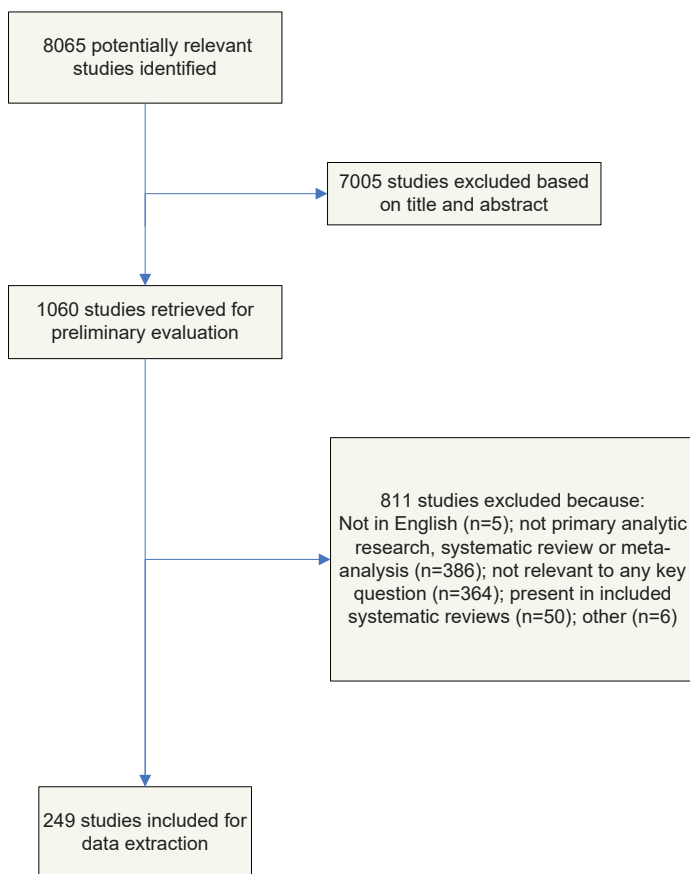 8065 potentially relevant
studies identified
7005 studies excluded based
on title and abstract
1060 studies retrieved for
preliminary evaluation
811 studies excluded because:
Not in English (n=5); not primary analytic
research, systematic review or meta-
analysis (n=386); not relevant to any key
question (n=364); present in included
systematic reviews (n=50); other (n=6)
249 studies included for
data extraction